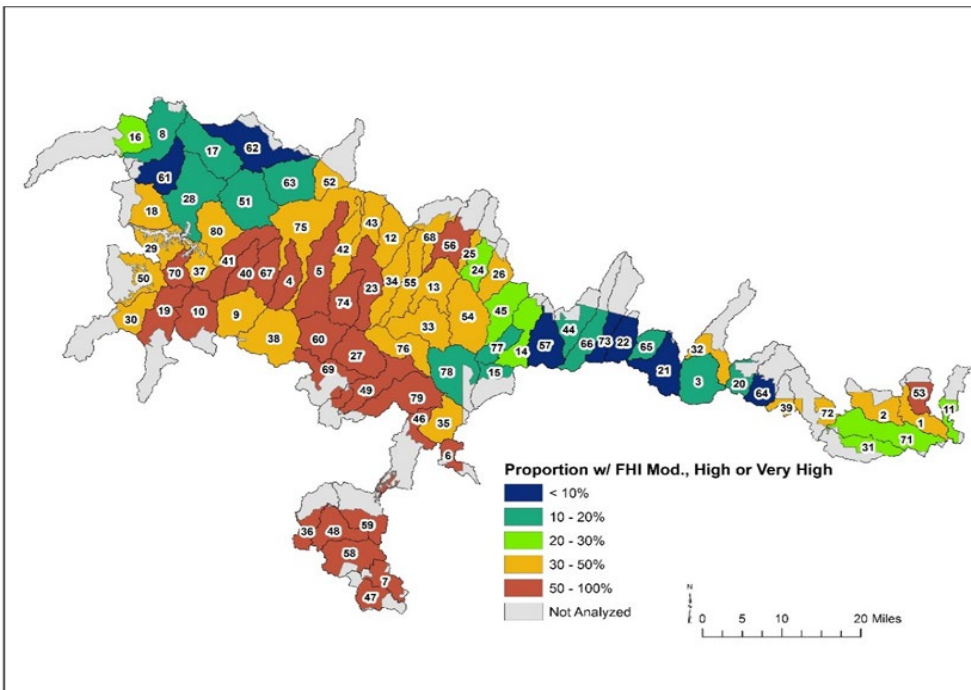 16 8 17 62
61 28 51 63 52
18 80 75 43 12 68 56
29 41 42 25
50 70 37 40 67 4 5 23 34 55 13 24 26
30 19 10 9 74 33 54 45
38 60 27 76 77 14 57 44 66 73 22 65 32
69 49 79 78 15 21 3 20 64
46 35 39 72 2 53 1 11
6 31 71
36 48 59
58
7
47
Proportion w/ FHI Mod., High or Very High
< 10%
10 - 20%
20 - 30%
30 - 50%
50 - 100%
Not Analyzed
N
0 5 10 20 Miles